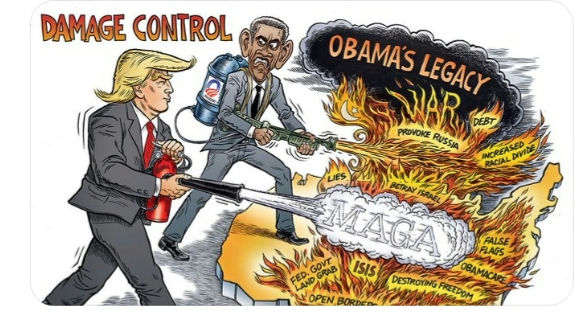 DAMAGE CONTROL
OBAMA'S LEGACY
WAR
DEBT
PROVOKE RUSSIA
INCREASED
RACIAL DIVIDE
LIES
BETRAY ISRAEL
MAGA
FALSE
FLAGS
OBAMACARE
FED. GOVT.
LAND GRAB
ISIS
DESTROYING FREEDOM
OPEN BORDERS